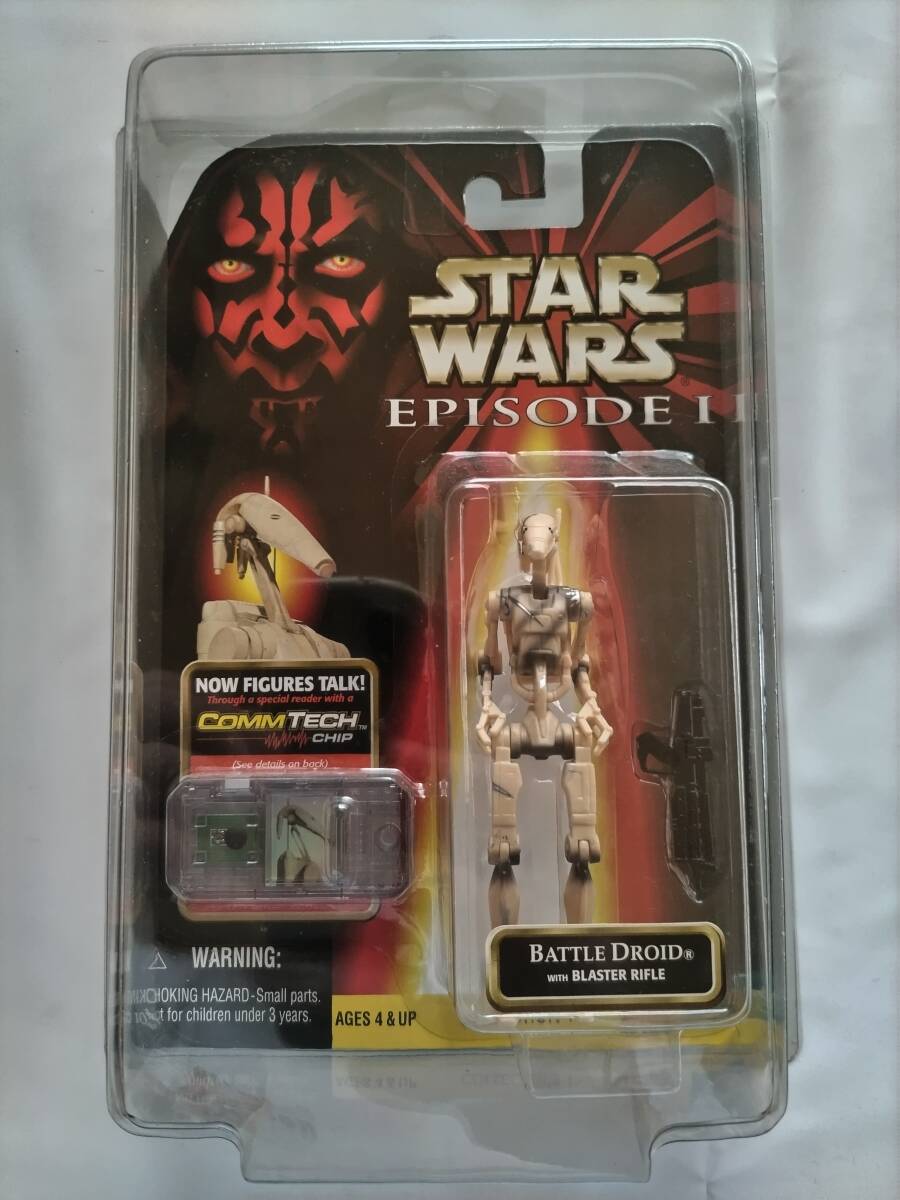 STAR
WARS®
EPISODE I
NOW FIGURES TALK!
Through a special reader with a
COMMTECH™
CHIP
(See details on back)
BATTLE DROID®
WITH BLASTER RIFLE
WARNING:
CHOKING HAZARD-Small parts.
for children under 3 years.
AGES 4 & UP